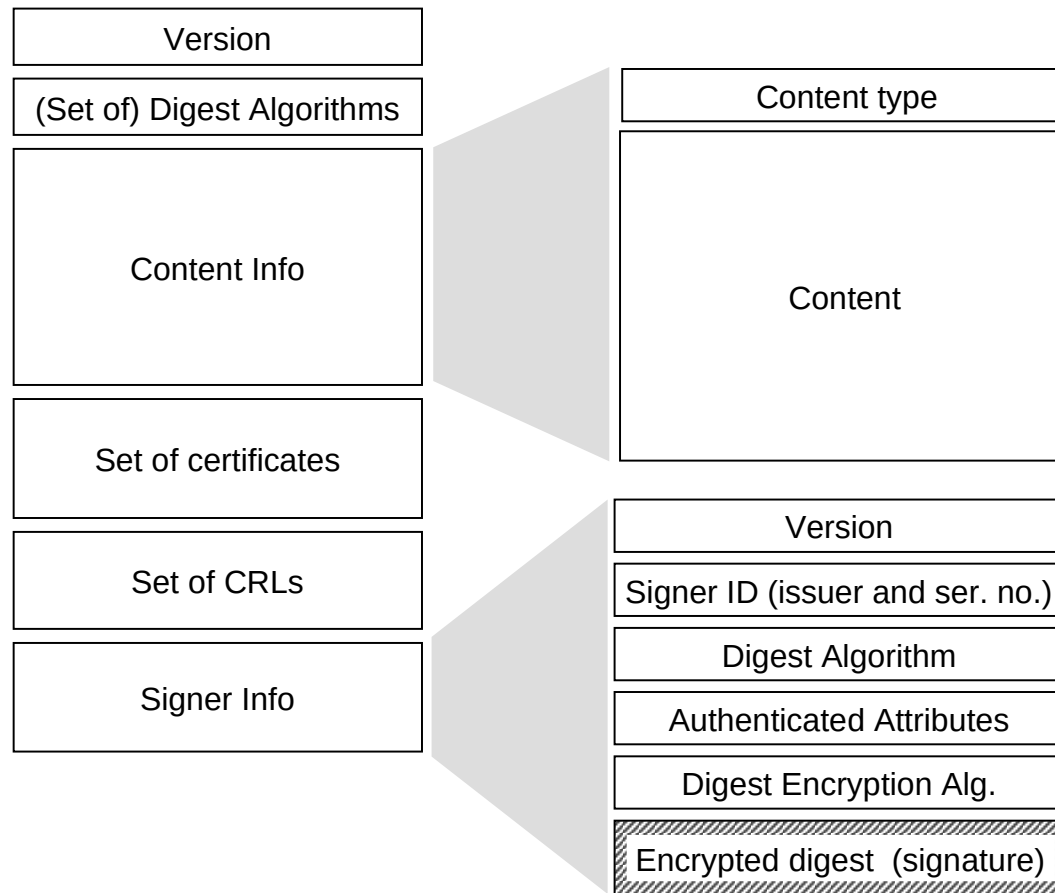 Version
(Set of) Digest Algorithms
Content Info
Set of certificates
Set of CRLs
Signer Info
Content type
Content
Version
Signer ID (issuer and ser. no.)
Digest Algorithm
Authenticated Attributes
Digest Encryption Alg.
Encrypted digest (signature)